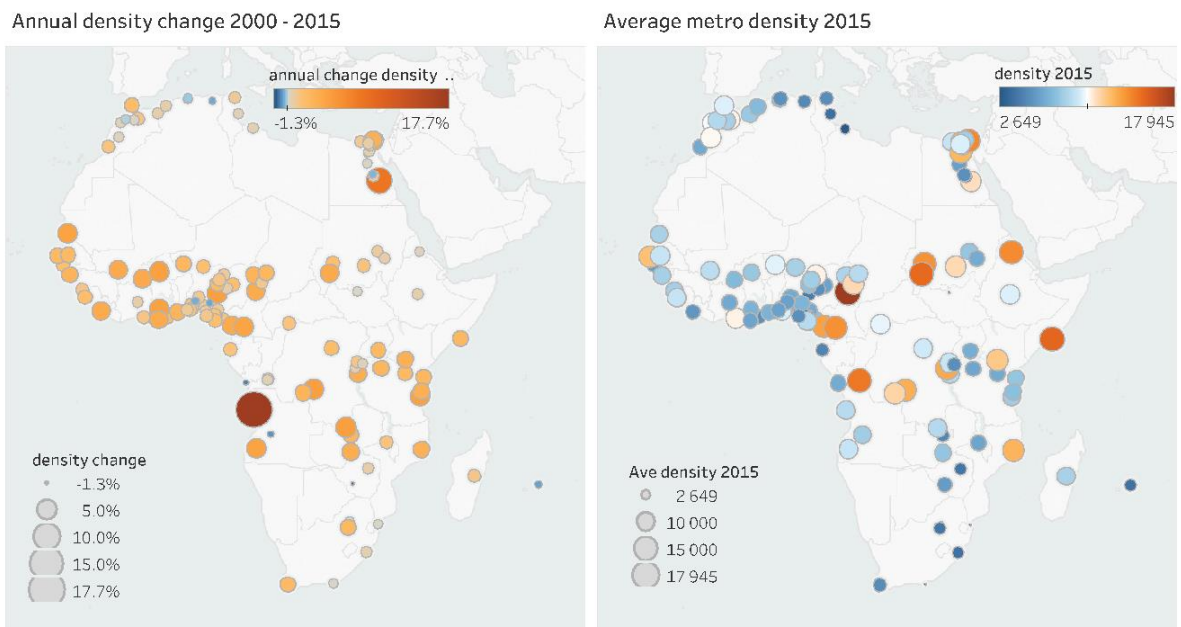 Annual density change 2000 - 2015
annual change density ..
-1.3%
17.7%
density change
-1.3%
5.0%
10.0%
15.0%
17.7%
Average metro density 2015
density 2015
2 649
17 945
Ave density 2015
2 649
10 000
15 000
17 945